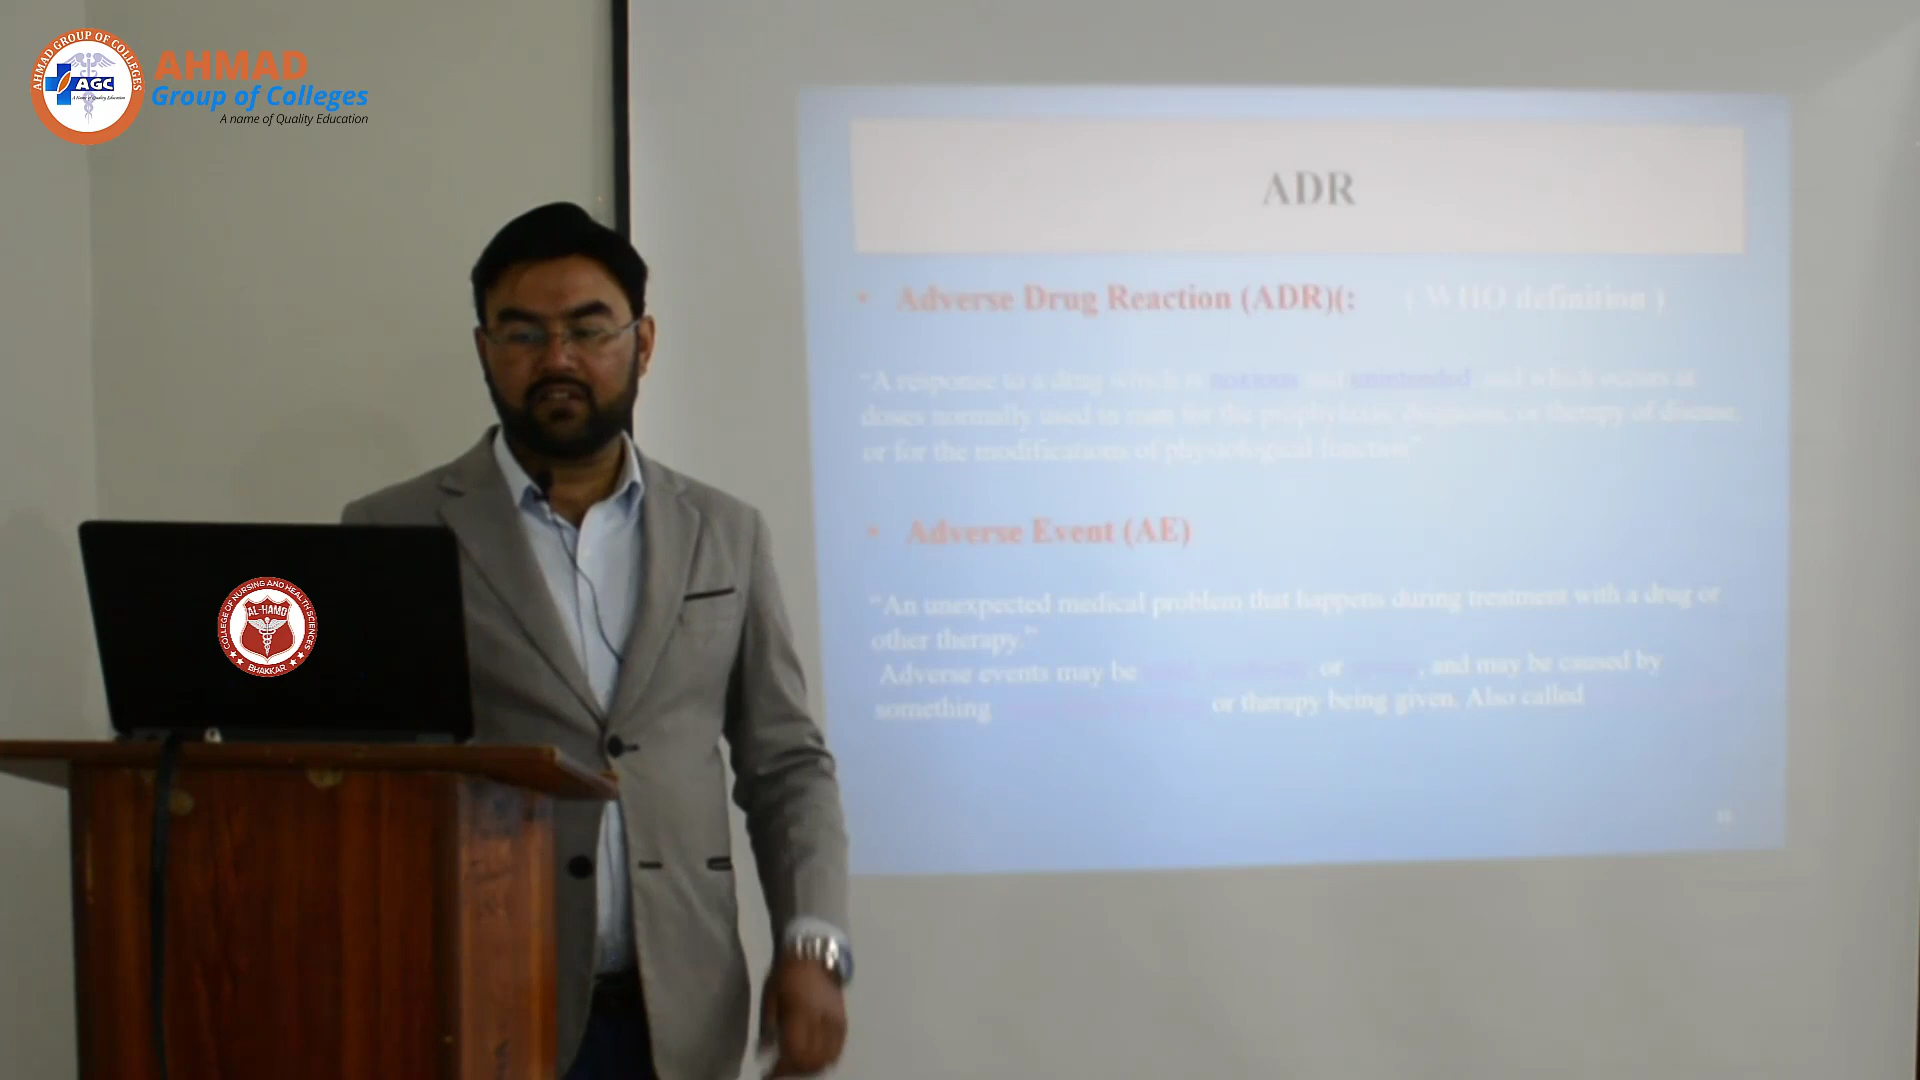 AHMAD GROUP OF COLLEGES
AGC
A Name of Quality Education
AHMAD
Group of Colleges
A name of Quality Education
ADR
• Adverse Drug Reaction (ADR)(: ( WHO definition )
“A response to a drug which is noxious and unintended, and which occurs at
doses normally used in man for the prophylaxis, diagnosis, or therapy of disease,
or for the modifications of physiological function”
• Adverse Event (AE)
“An unexpected medical problem that happens during treatment with a drug or
other therapy.”
Adverse events may be or , and may be caused by
something or therapy being given. Also called
COLLEGE OF NURSING AND HEALTH SCIENCES
AL-HAMD
BHAKKAR